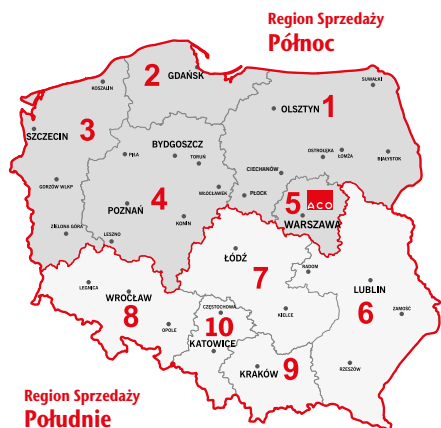 Region Sprzedaży
Północ
SUWAŁKI
KOSZALIN
2
GDAŃSK
OLSZTYN
1
SZCZECIN
3
BYDGOSZCZ
PIŁA
TORUŃ
OSTROŁĘKA
ŁOMŻA
BIAŁYSTOK
CIECHANÓW
GORZÓW WLKP
4
WŁOCŁAWEK
PŁOCK
5
ACO
POZNAŃ
KONIN
WARSZAWA
ZIELONA GÓRA
LESZNO
ŁÓDŹ
7
RADOM
LEGNICA
WROCŁAW
8
LUBLIN
6
CZĘSTOCHOWA
10
KIELCE
ZAMOŚĆ
OPOLE
KATOWICE
KRAKÓW
9
RZESZÓW
Region Sprzedaży
Południe